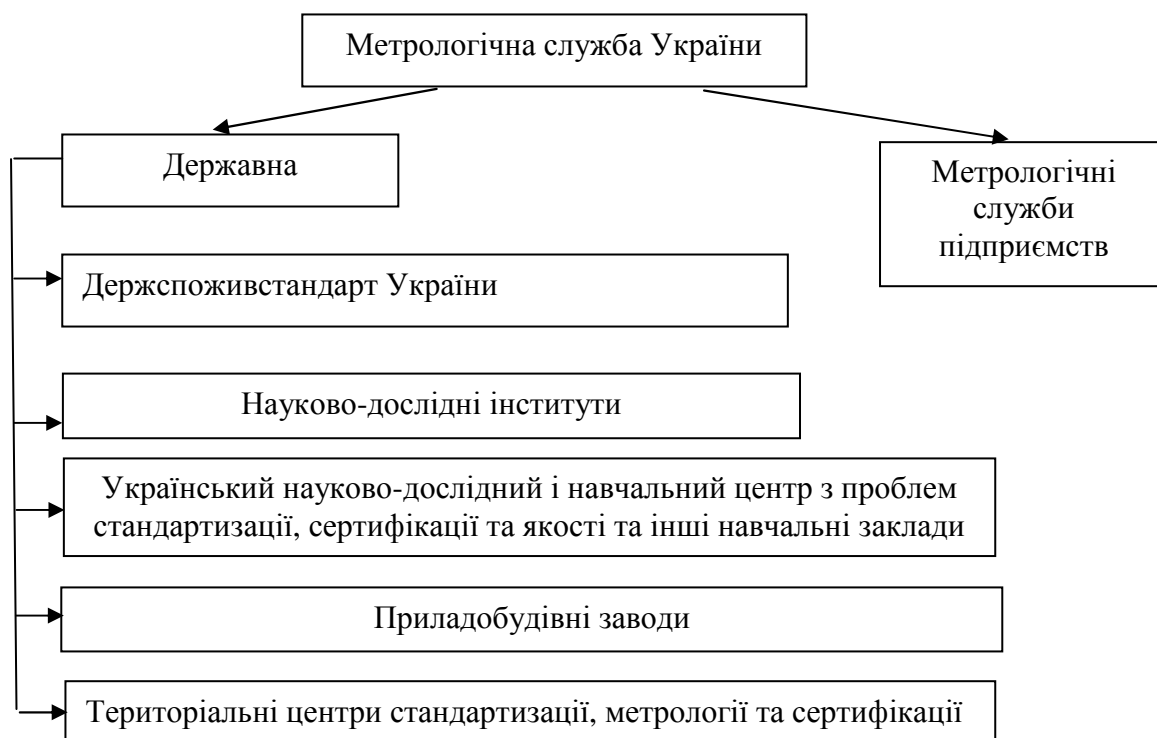 Метрологічна служба України
Державна
Метрологічні
служби
підприємств
Держспоживстандарт України
Науково-дослідні інститути
Український науково-дослідний і навчальний центр з проблем
стандартизації, сертифікації та якості та інші навчальні заклади
Приладобудівні заводи
Територіальні центри стандартизації, метрології та сертифікації